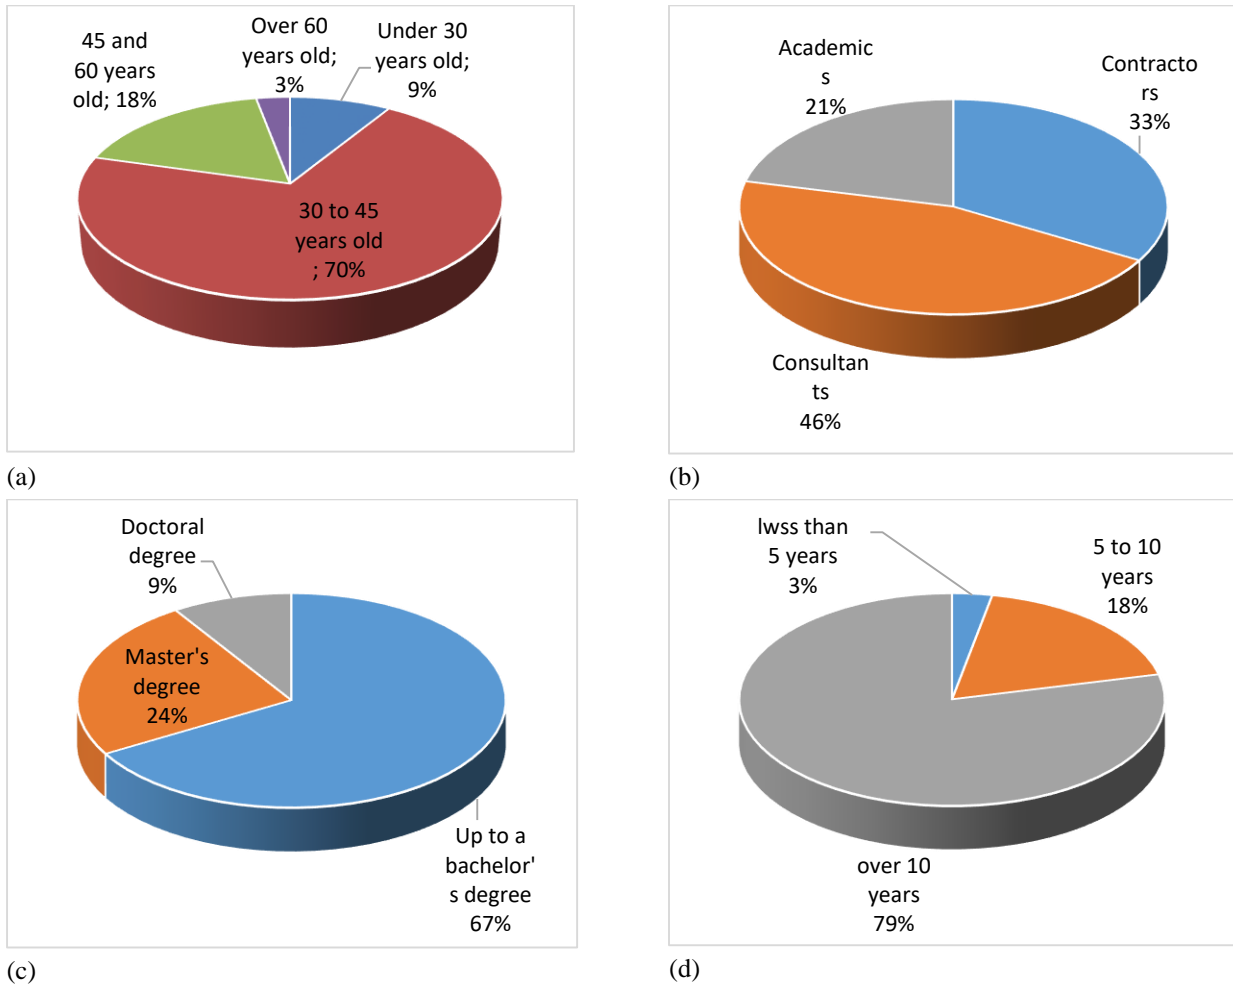 45 and
60 years
old; 18%
Over 60
years old;
3%
Under 30
years old;
9%
30 to 45
years old
; 70%
(a)
Academic
s
21%
Contracto
rs
33%
Consultan
ts
46%
(b)
Doctoral
degree
9%
Master's
degree
24%
Up to a
bachelor'
s degree
67%
(c)
lwss than
5 years
3%
5 to 10
years
18%
over 10
years
79%
(d)